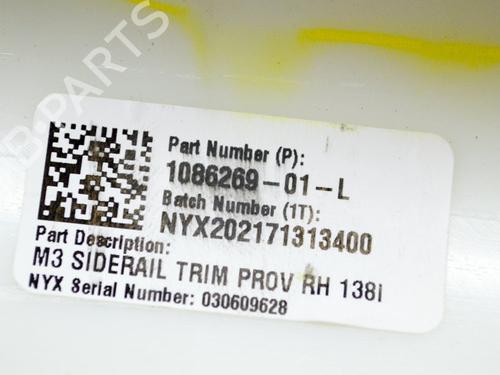 B-PARTS
Part Number (P):
1086269-01-L
Batch Number (1T):
NYX202171313400
Part Description:
M3 SIDERAIL TRIM PROV RH 138i
NYX Serial Number: 030609628